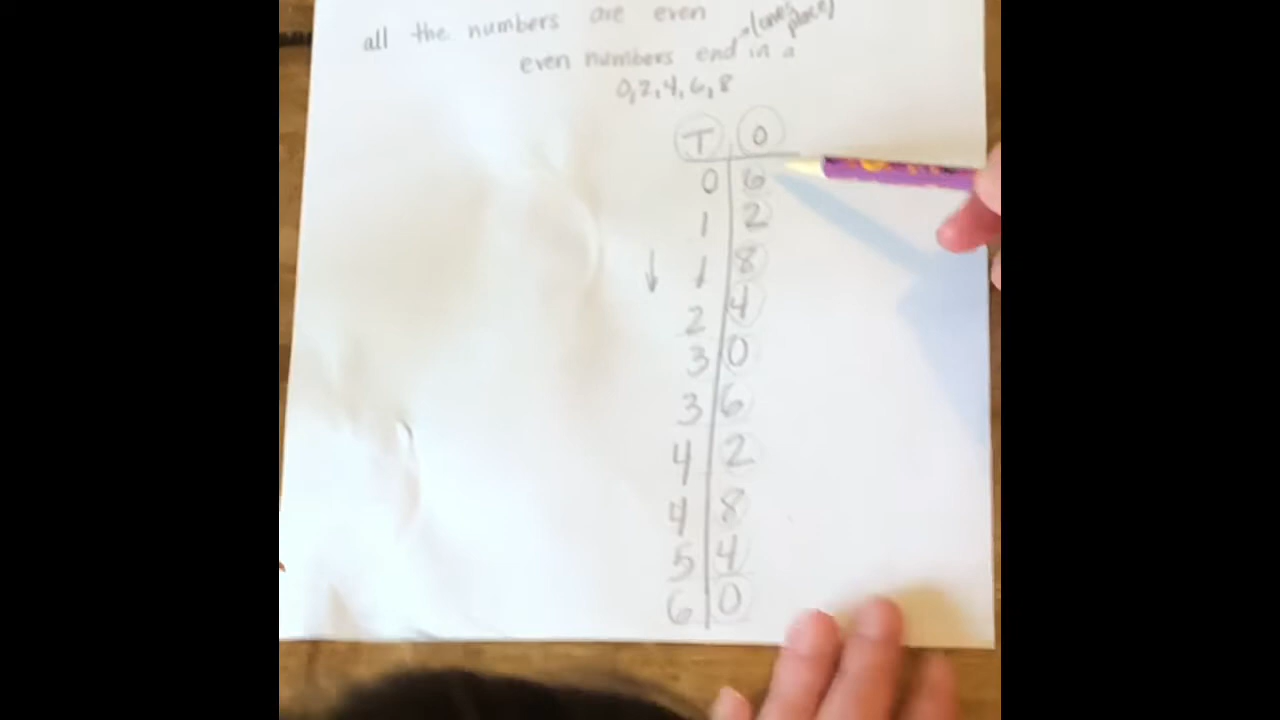 all the numbers are even
(ones place)
even numbers end in a
0,2,4,6,8
T O
0 6
1 2
1 8
2 4
3 0
3 6
4 2
4 8
5 4
6 0